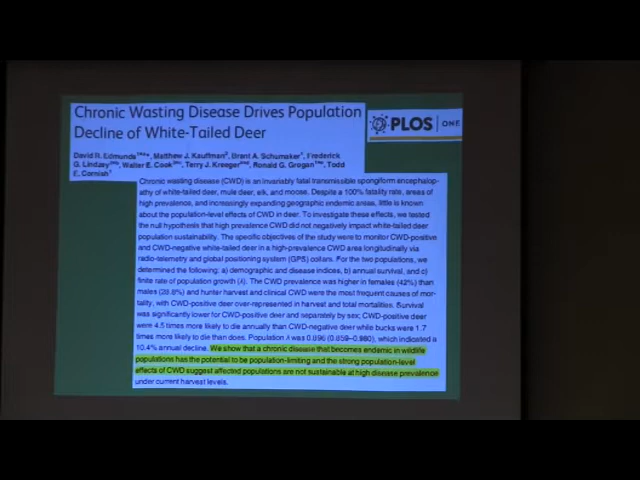 Chronic Wasting Disease Drives Population
Decline of White-Tailed Deer
PLOS | ONE
David R. Edmunds, Matthew J. Kauffman, Brant A. Schumaker, Frederick
G. Lindzey, Walter E. Cook, Terry J. Kreeger, Ronald G. Grogan, Todd
E. Cornish
Chronic wasting disease (CWD) is an invariably fatal transmissible spongiform encephalop-
athy of white-tailed deer, mule deer, elk, and moose. Despite a 100% fatality rate, areas of
high prevalence, and increasingly expanding geographic endemic areas, little is known
about the population-level effects of CWD in deer. To investigate these effects, we tested
the null hypothesis that high prevalence CWD did not negatively impact white-tailed deer
population sustainability. The specific objectives of the study were to monitor CWD-positive
and CWD-negative white-tailed deer in a high-prevalence CWD area longitudinally via
radio-telemetry and global positioning system (GPS) collars. For the two populations, we
determined the following: a) demographic and disease indices, b) annual survival, and c)
finite rate of population growth (λ). The CWD prevalence was higher in females (42%) than
males (28.8%) and hunter harvest and clinical CWD were the most frequent causes of mor-
tality, with CWD-positive deer over-represented in harvest and total mortalities. Survival
was significantly lower for CWD-positive deer and separately by sex; CWD-positive deer
were 4.5 times more likely to die annually than CWD-negative deer while bucks were 1.7
times more likely to die than does. Population λ was 0.896 (0.859–0.980), which indicated a
10.4% annual decline. We show that a chronic disease that becomes endemic in wildlife
populations has the potential to be population-limiting and the strong population-level
effects of CWD suggest affected populations are not sustainable at high disease prevalence
under current harvest levels.